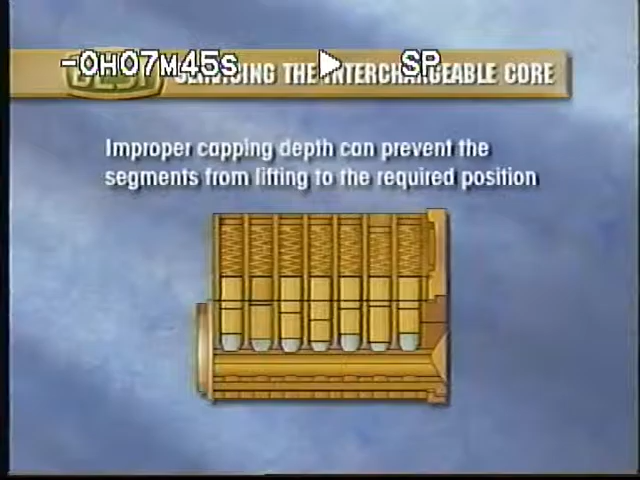 -0H07M45S ▶ SP
BEST SERVICING THE INTERCHANGEABLE CORE
Improper capping depth can prevent the
segments from lifting to the required position